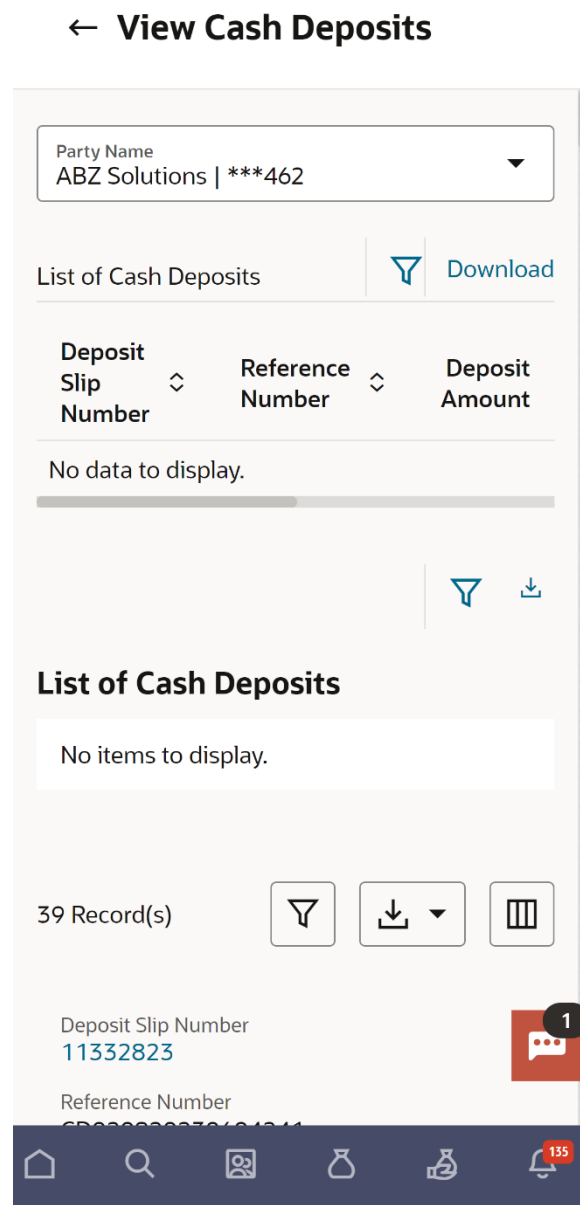 ← View Cash Deposits
Party Name
ABZ Solutions | ***462
List of Cash Deposits
Download
Deposit
Slip
Number
Reference
Number
Deposit
Amount
No data to display.
List of Cash Deposits
No items to display.
39 Record(s)
Deposit Slip Number
11332823
1
Reference Number
135